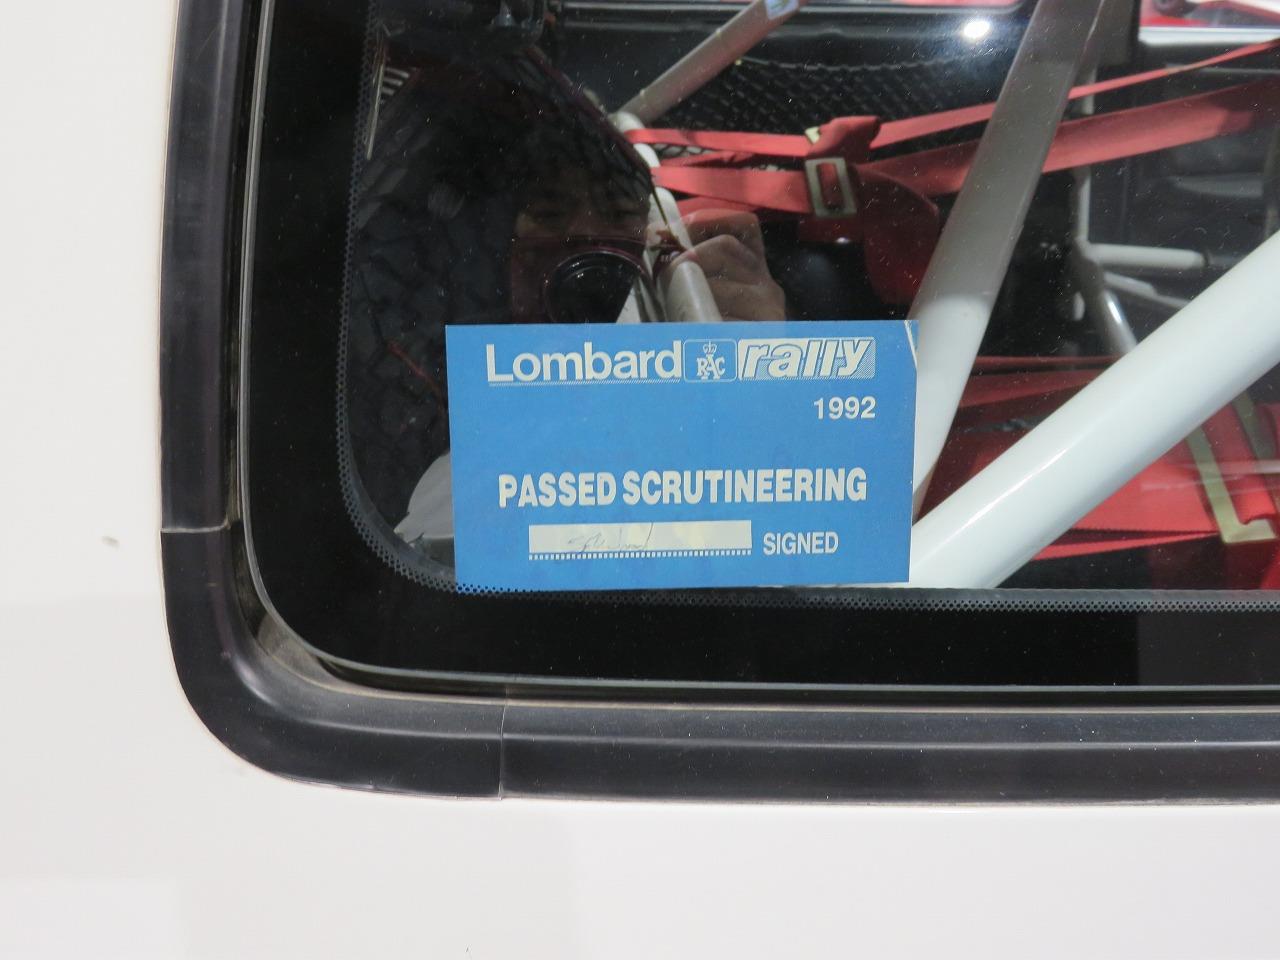 Lombard RAC rally
1992
PASSED SCRUTINEERING
SIGNED